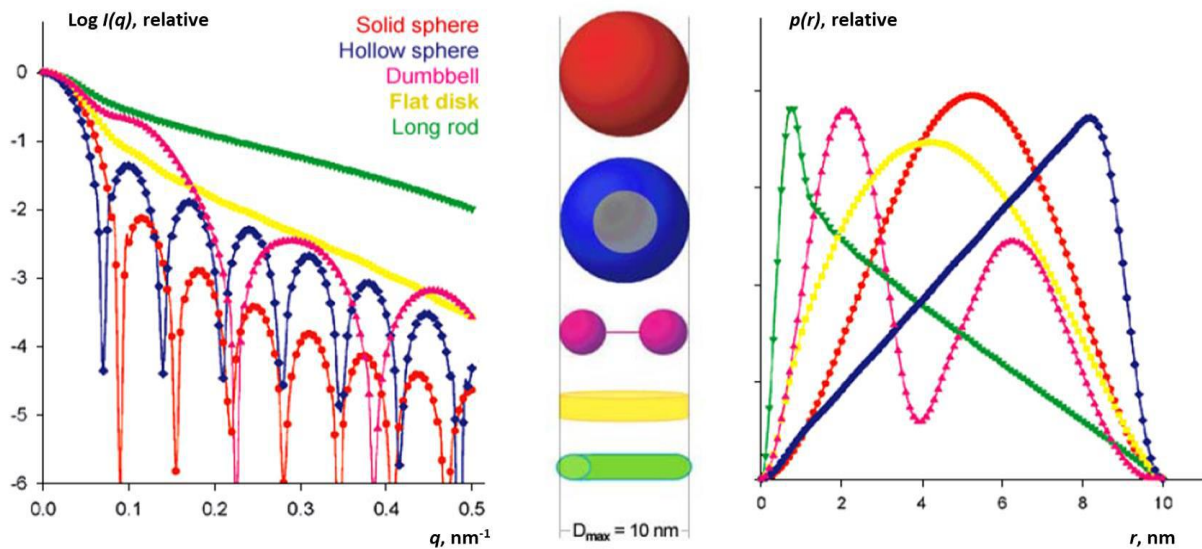 Log I(q), relative
Solid sphere
Hollow sphere
Dumbbell
Flat disk
Long rod
0
-1
-2
-3
-4
-5
-6
0.0 0.1 0.2 0.3 0.4 0.5
q, nm-1
Dmax = 10 nm
p(r), relative
0 2 4 6 8 10
r, nm